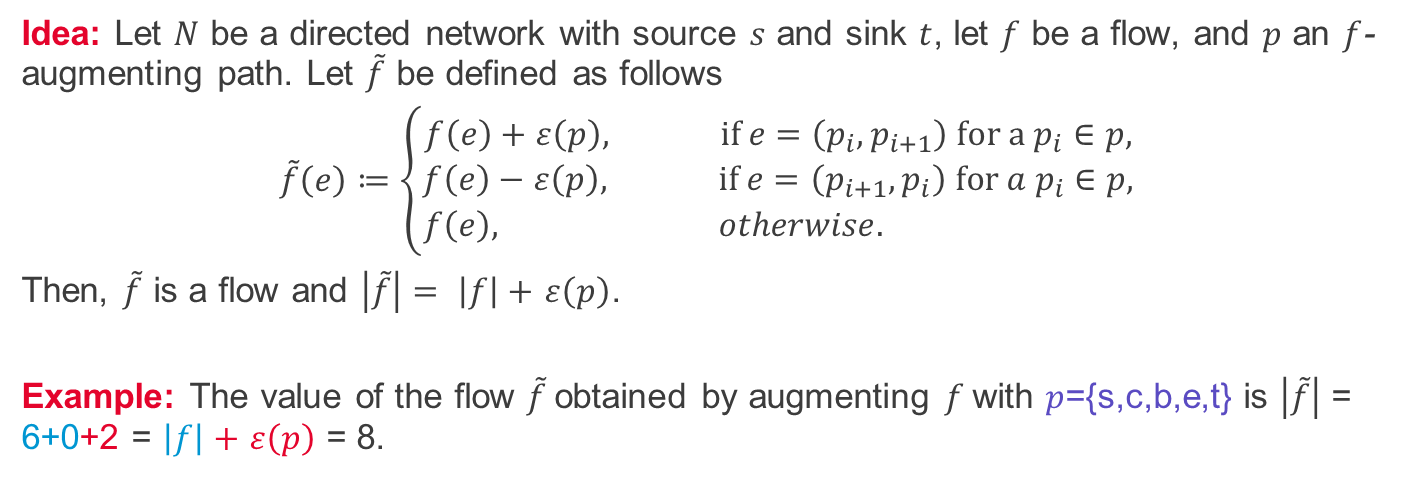 Idea: Let N be a directed network with source s and sink t, let f be a flow, and p an f-
augmenting path. Let f̃ be defined as follows
f̃(e) ≔ { f(e) + ε(p), if e = (pᵢ, pᵢ₊₁) for a pᵢ ∈ p,
f(e) − ε(p), if e = (pᵢ₊₁, pᵢ) for a pᵢ ∈ p,
f(e), otherwise.
Then, f̃ is a flow and |f̃| = |f| + ε(p).
Example: The value of the flow f̃ obtained by augmenting f with p={s,c,b,e,t} is |f̃| =
6+0+2 = |f| + ε(p) = 8.